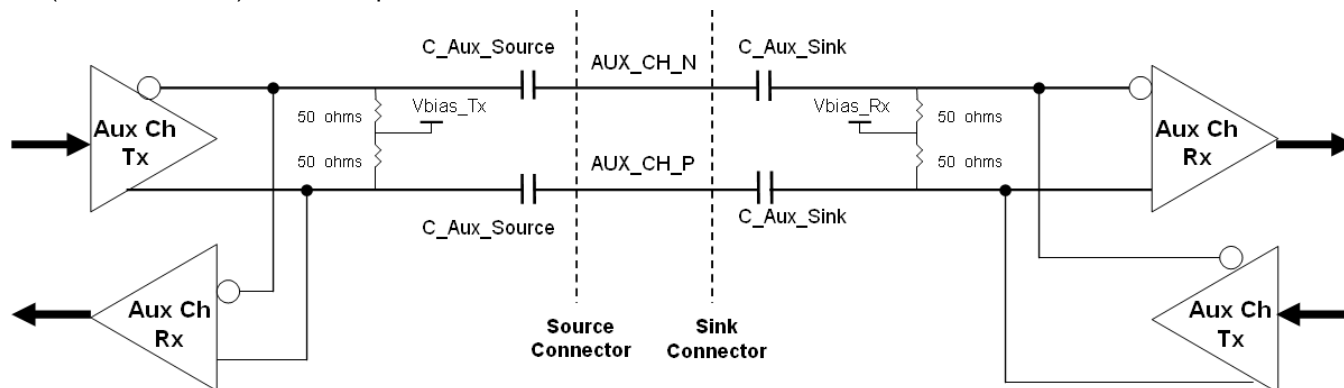 C_Aux_Source
AUX_CH_N
C_Aux_Sink
Aux Ch
Tx
50 ohms
Vbias_Tx
50 ohms
Vbias_Rx
50 ohms
50 ohms
Aux Ch
Rx
AUX_CH_P
C_Aux_Source
C_Aux_Sink
Aux Ch
Rx
Source
Connector
Sink
Connector
Aux Ch
Tx